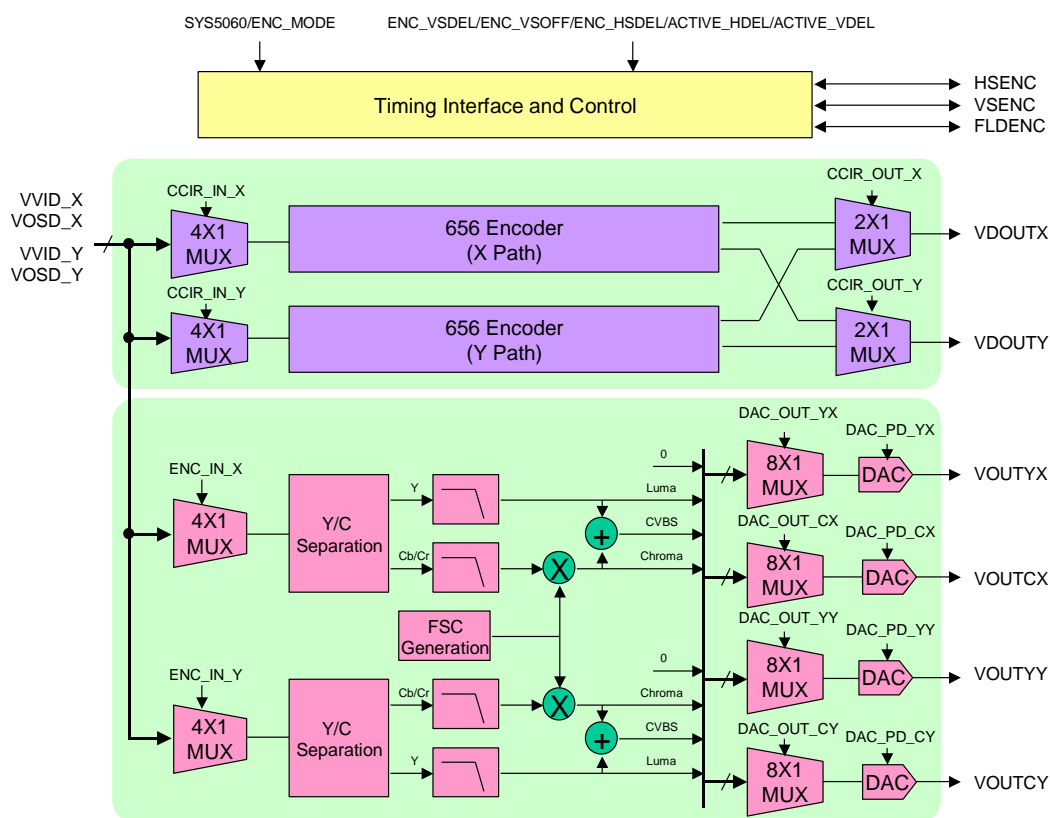 SYS5060/ENC_MODE
ENC_VSDEL/ENC_VSOFF/ENC_HSDEL/ACTIVE_HDEL/ACTIVE_VDEL
Timing Interface and Control
HSENC
VSENC
FLDENC
VVID_X
VOSD_X
VVID_Y
VOSD_Y
CCIR_IN_X
4X1
MUX
656 Encoder
(X Path)
CCIR_OUT_X
2X1
MUX
VDOUTX
CCIR_IN_Y
4X1
MUX
656 Encoder
(Y Path)
CCIR_OUT_Y
2X1
MUX
VDOUTY
ENC_IN_X
4X1
MUX
Y/C
Separation
Y
Cb/Cr
X
+
0
Luma
CVBS
Chroma
DAC_OUT_YX
8X1
MUX
DAC_PD_YX
DAC
VOUTYX
DAC_OUT_CX
8X1
MUX
DAC_PD_CX
DAC
VOUTCX
FSC
Generation
ENC_IN_Y
4X1
MUX
Y/C
Separation
Cb/Cr
Y
X
+
0
Chroma
CVBS
Luma
DAC_OUT_YY
8X1
MUX
DAC_PD_YY
DAC
VOUTYY
DAC_OUT_CY
8X1
MUX
DAC_PD_CY
DAC
VOUTCY